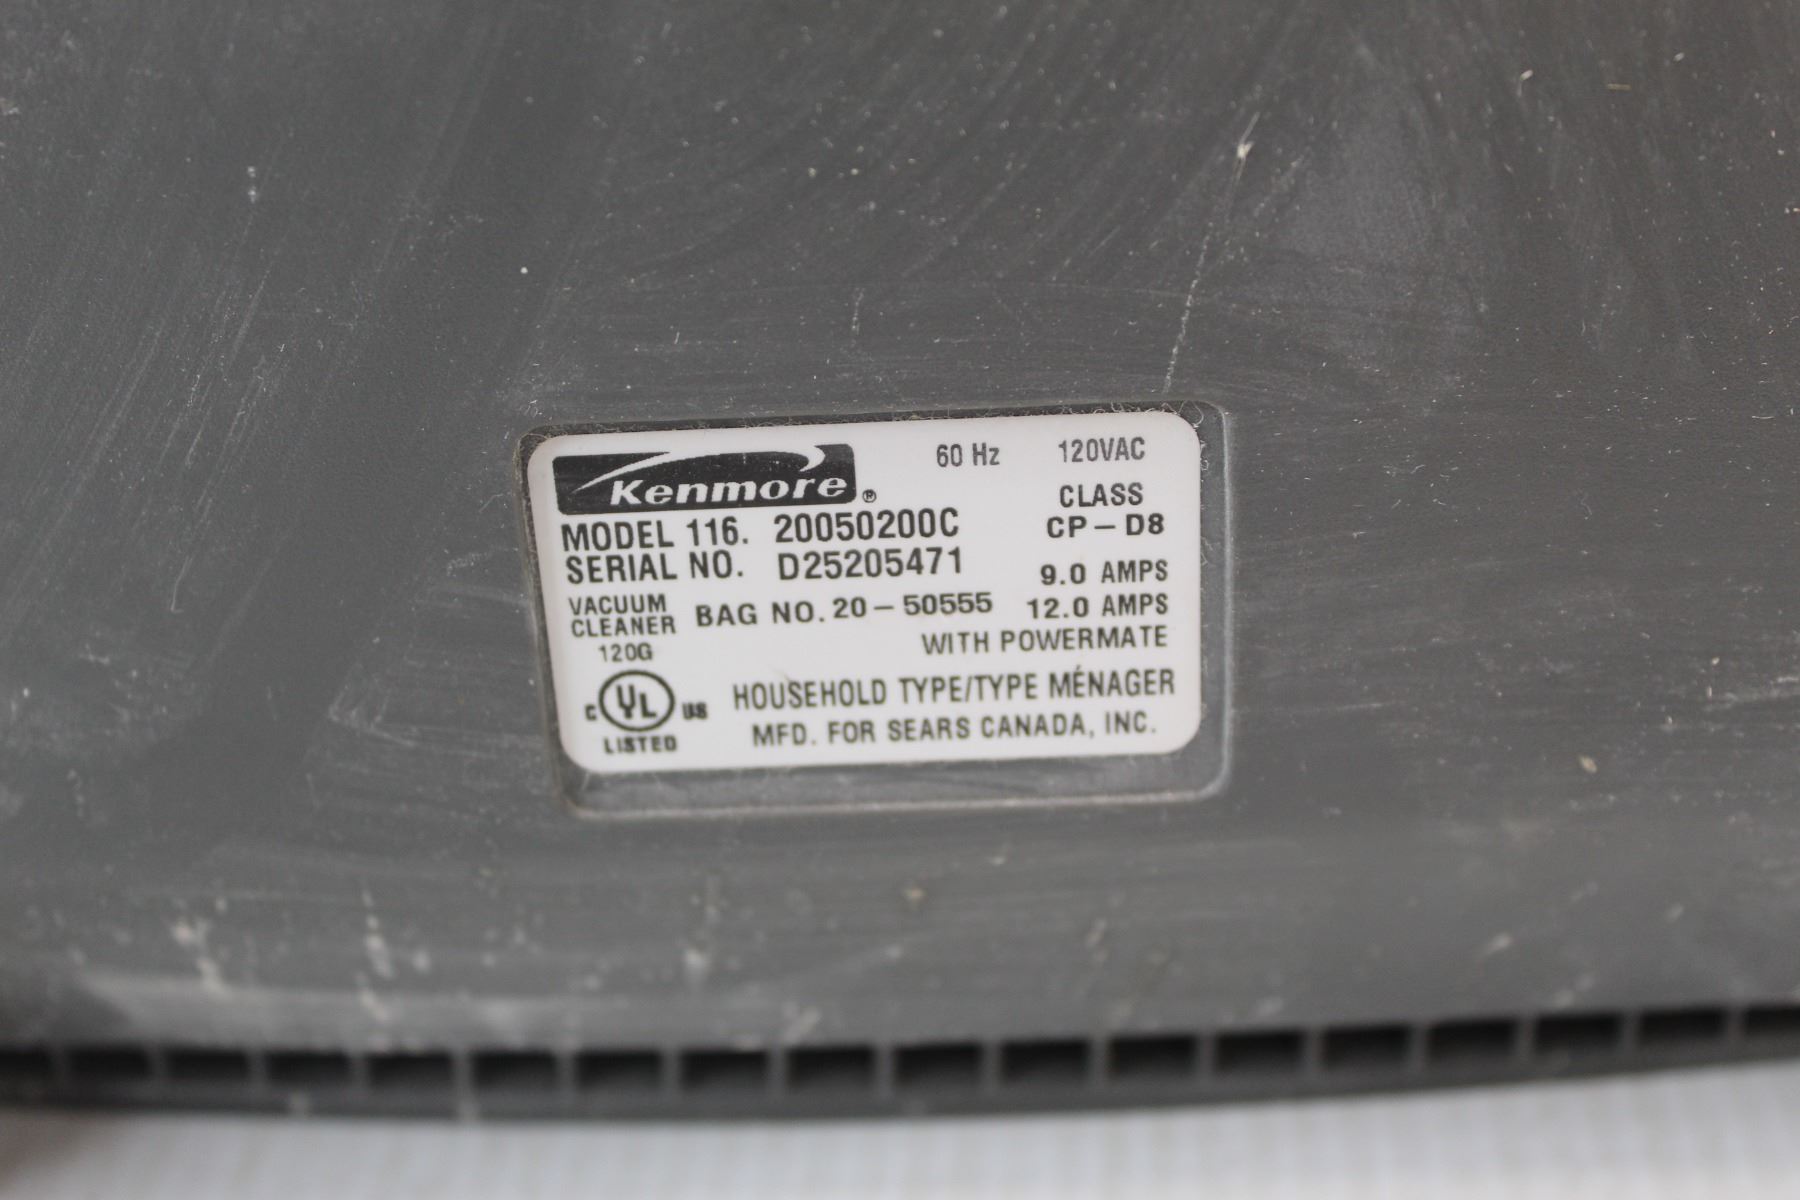 Kenmore® 60 Hz 120VAC
CLASS
MODEL 116. 20050200C CP-D8
SERIAL NO. D25205471 9.0 AMPS
VACUUM CLEANER BAG NO. 20-50555 12.0 AMPS
120G WITH POWERMATE
C UL US HOUSEHOLD TYPE/TYPE MÉNAGER
LISTED MFD. FOR SEARS CANADA, INC.